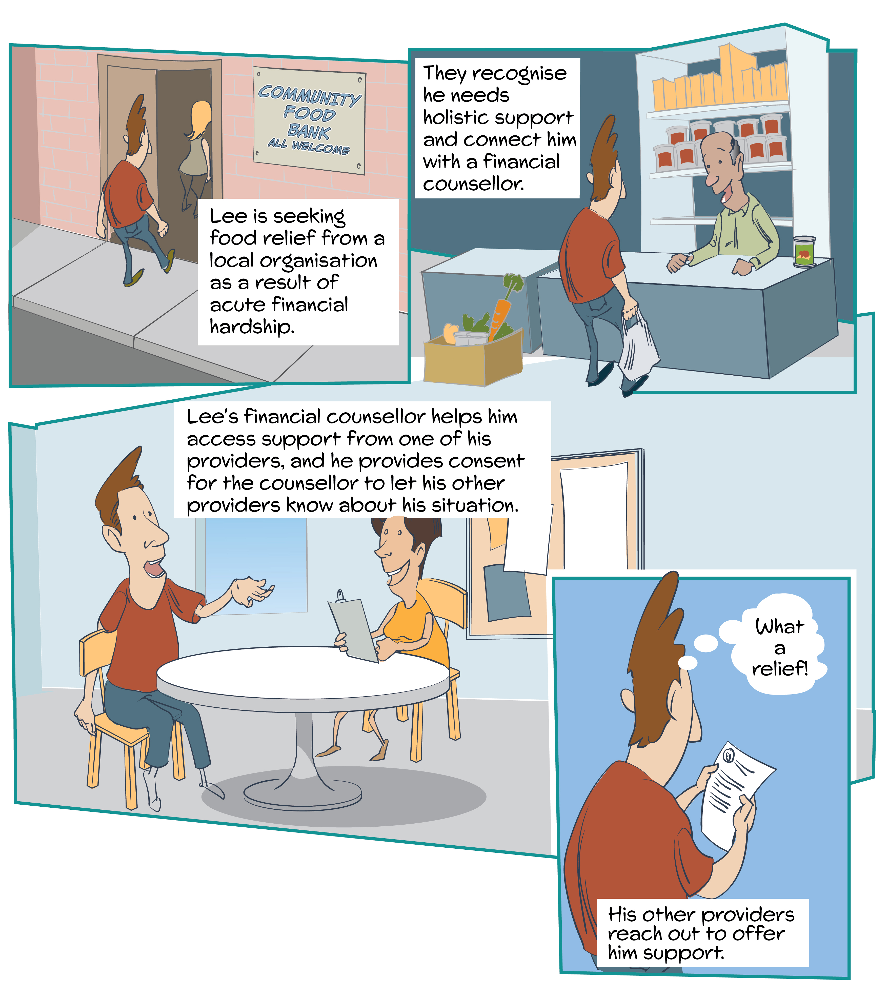 COMMUNITY
FOOD
BANK
ALL WELCOME
Lee is seeking
food relief from a
local organisation
as a result of
acute financial
hardship.
They recognise
he needs
holistic support
and connect him
with a financial
counsellor.
Lee's financial counsellor helps him
access support from one of his
providers, and he provides consent
for the counsellor to let his other
providers know about his situation.
What
a
relief!
His other providers
reach out to offer
him support.